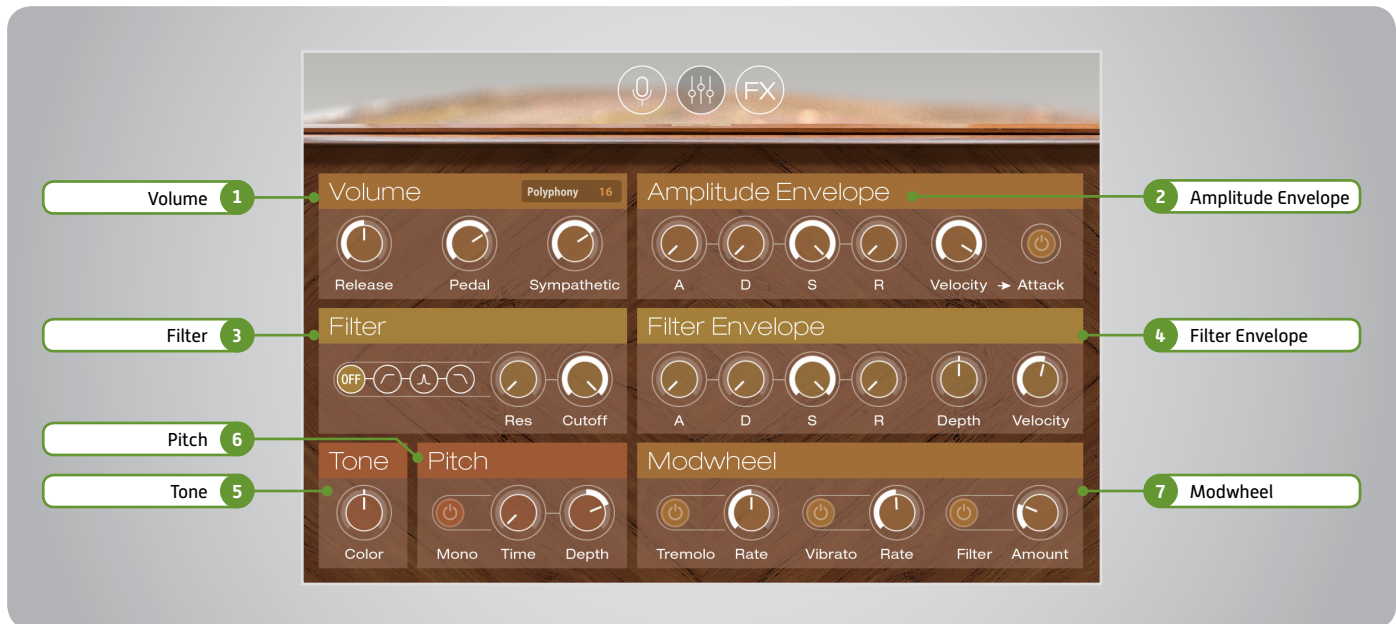 FX
Volume 1
Volume
Polyphony 16
Amplitude Envelope
2 Amplitude Envelope
Release Pedal Sympathetic
A D S R Velocity → Attack
Filter 3
Filter
Filter Envelope
4 Filter Envelope
OFF
Res Cutoff
A D S R Depth Velocity
Pitch 6
Tone 5
Tone
Pitch
Modwheel
7 Modwheel
Color
Mono Time Depth
Tremolo Rate Vibrato Rate Filter Amount